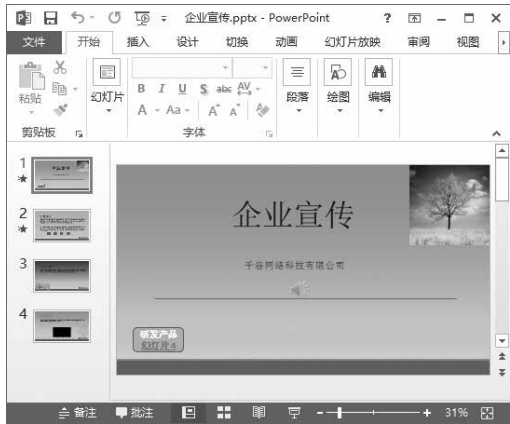 企业宣传.pptx - PowerPoint
文件 开始 插入 设计 切换 动画 幻灯片放映 审阅 视图
粘贴 幻灯片 B I U S abc AV 段落 绘图 编辑
A Aa A A
剪贴板 字体
1
2
3
4
企业宣传
千谷网络科技有限公司
研发产品
幻灯片 4
备注 批注 31%